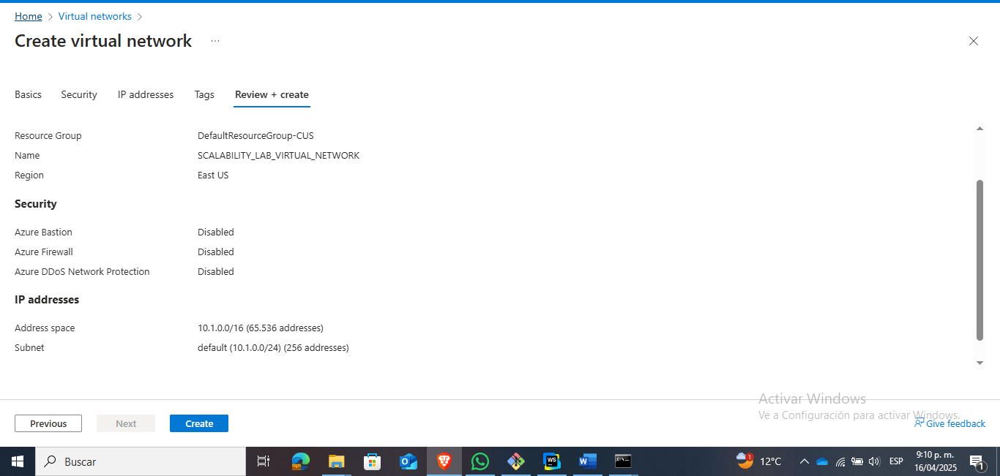 Home > Virtual networks >
Create virtual network ...
Basics Security IP addresses Tags Review + create
Resource Group DefaultResourceGroup-CUS
Name SCALABILITY_LAB_VIRTUAL_NETWORK
Region East US
Security
Azure Bastion Disabled
Azure Firewall Disabled
Azure DDoS Network Protection Disabled
IP addresses
Address space 10.1.0.0/16 (65.536 addresses)
Subnet default (10.1.0.0/24) (256 addresses)
Activar Windows
Ve a Configuración para activar Windows.
Previous Next Create Give feedback
Buscar 1 12°C ESP 9:10 p. m.
16/04/2025 1